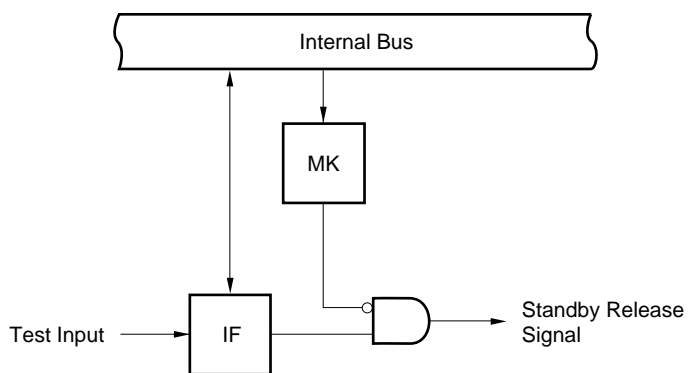 Internal Bus
MK
Test Input
IF
Standby Release
Signal